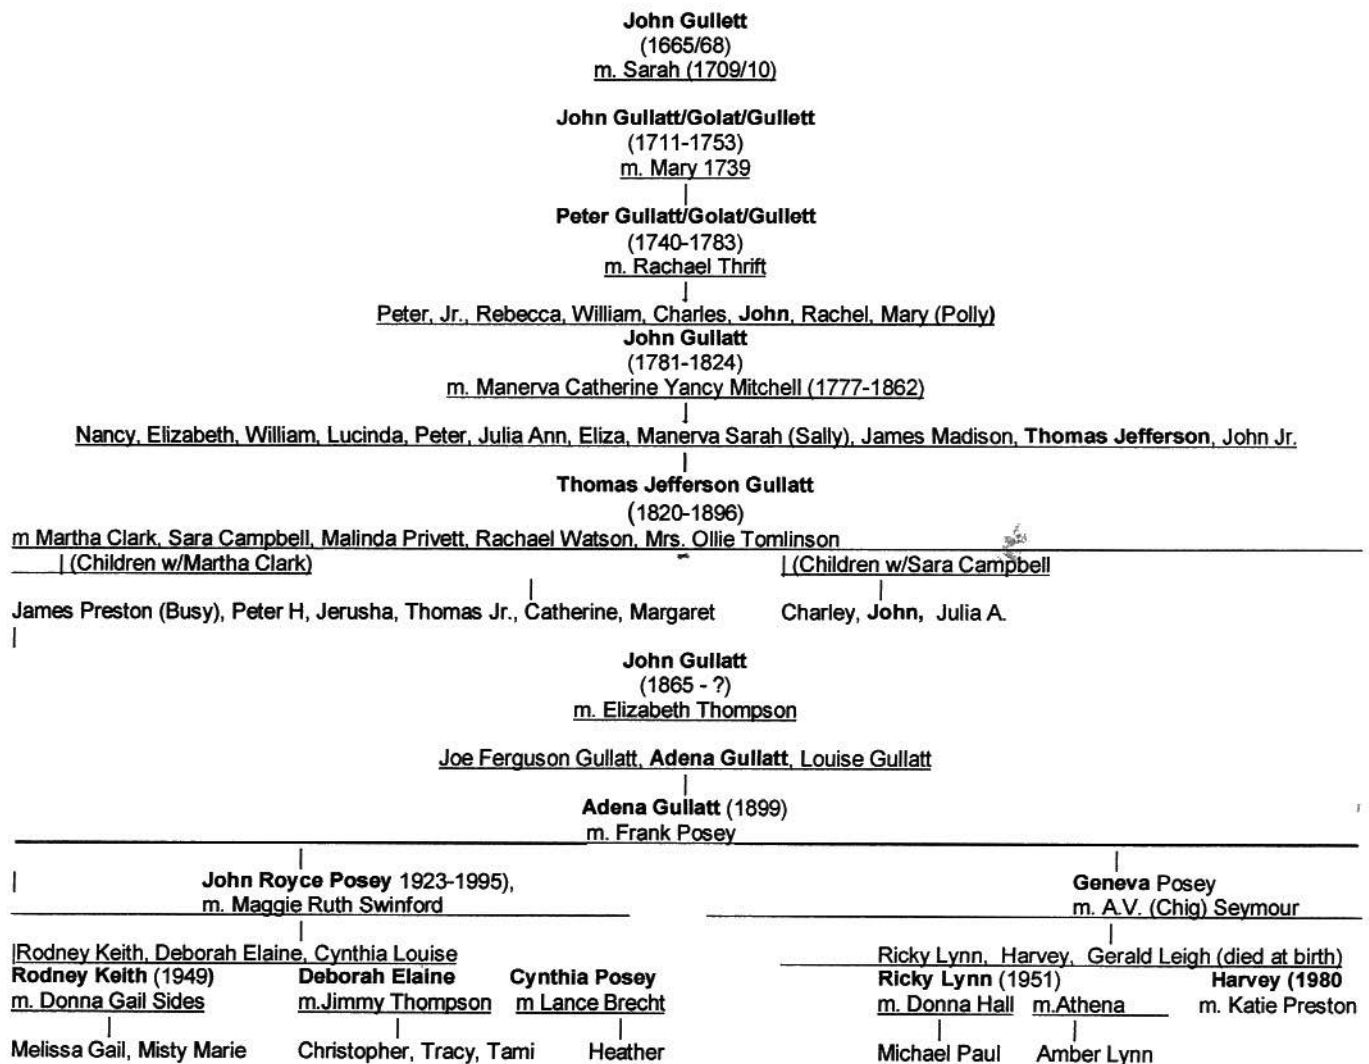 John Gullett
(1665/68)
m. Sarah (1709/10)
John Gullatt/Golat/Gullett
(1711-1753)
m. Mary 1739
Peter Gullatt/Golat/Gullett
(1740-1783)
m. Rachael Thrift
Peter, Jr., Rebecca, William, Charles, John, Rachel, Mary (Polly)
John Gullatt
(1781-1824)
m. Manerva Catherine Yancy Mitchell (1777-1862)
Nancy, Elizabeth, William, Lucinda, Peter, Julia Ann, Eliza, Manerva Sarah (Sally), James Madison, Thomas Jefferson, John Jr.
Thomas Jefferson Gullatt
(1820-1896)
m Martha Clark, Sara Campbell, Malinda Privett, Rachael Watson, Mrs. Ollie Tomlinson
(Children w/Martha Clark) (Children w/Sara Campbell
James Preston (Busy), Peter H, Jerusha, Thomas Jr., Catherine, Margaret Charley, John, Julia A.
John Gullatt
(1865 - ?)
m. Elizabeth Thompson
Joe Ferguson Gullatt, Adena Gullatt, Louise Gullatt
Adena Gullatt (1899)
m. Frank Posey
John Royce Posey 1923-1995), Geneva Posey
m. Maggie Ruth Swinford m. A.V. (Chig) Seymour
Rodney Keith, Deborah Elaine, Cynthia Louise Ricky Lynn, Harvey, Gerald Leigh (died at birth)
Rodney Keith (1949) Deborah Elaine Cynthia Posey Ricky Lynn (1951) Harvey (1980
m. Donna Gail Sides m.Jimmy Thompson m Lance Brecht m. Donna Hall m.Athena m. Katie Preston
Melissa Gail, Misty Marie Christopher, Tracy, Tami Heather Michael Paul Amber Lynn